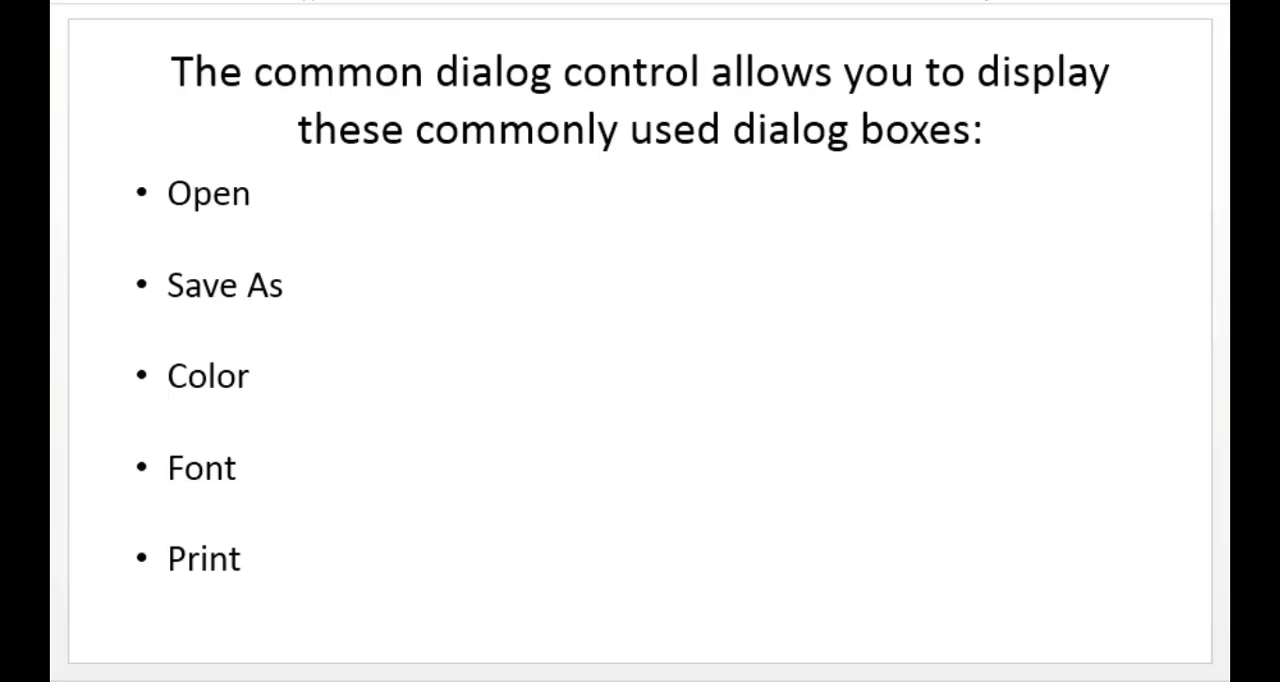 The common dialog control allows you to display
these commonly used dialog boxes:
• Open
• Save As
• Color
• Font
• Print